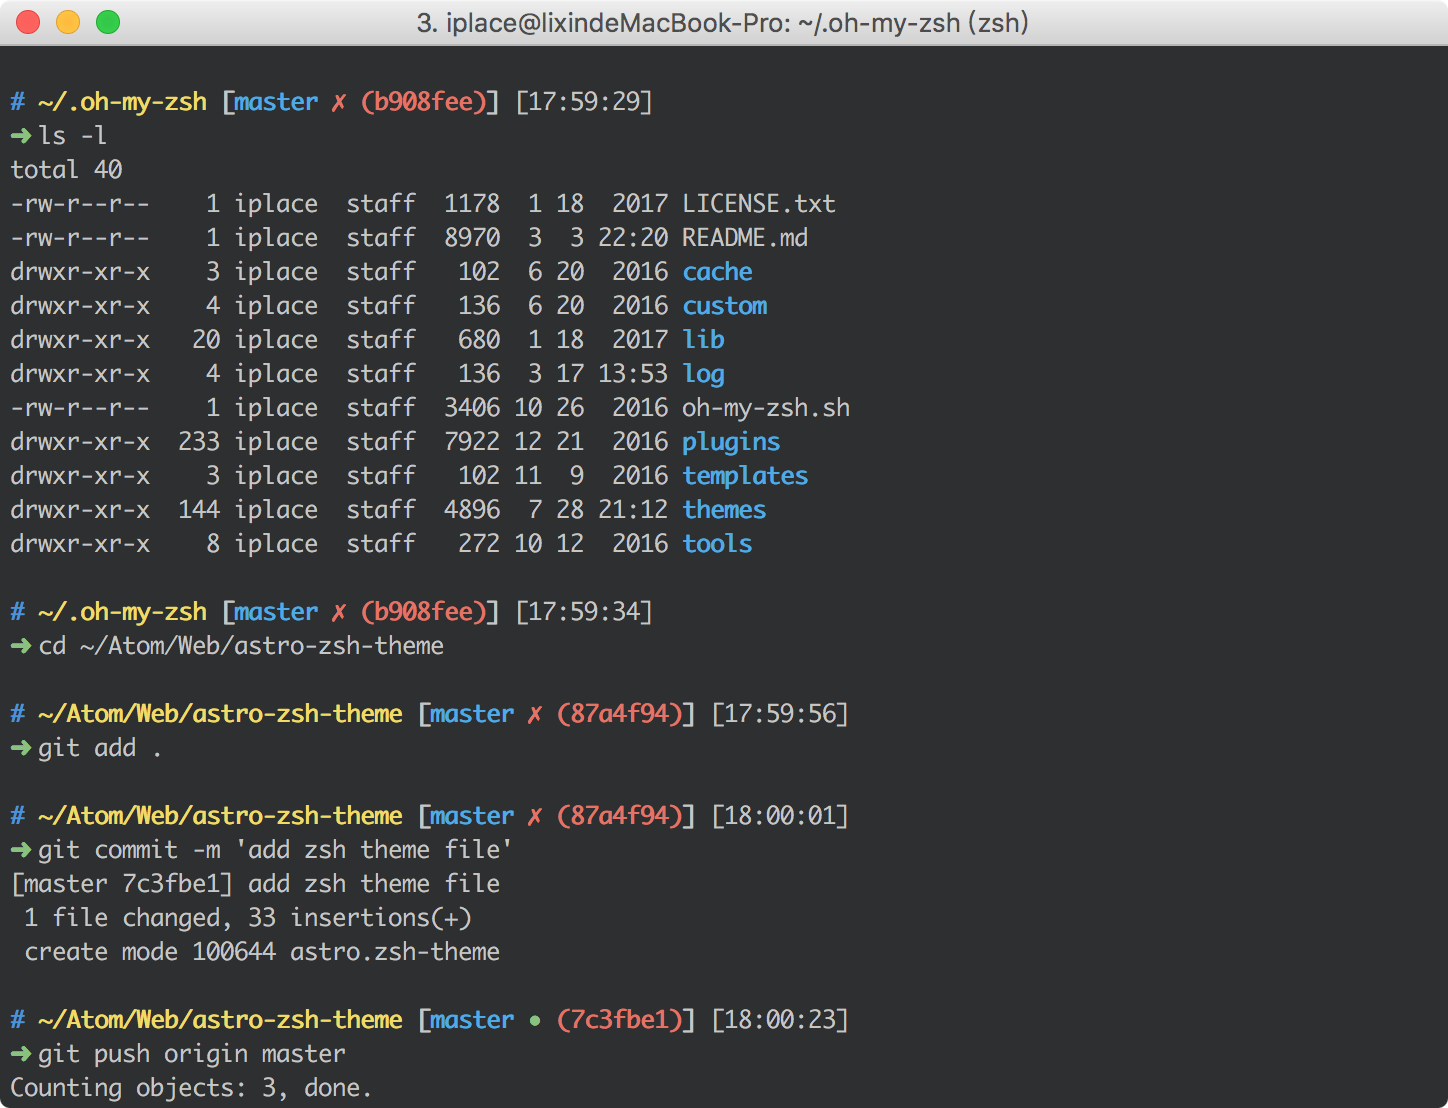 3. iplace@lixindeMacBook-Pro: ~/.oh-my-zsh (zsh)
# ~/.oh-my-zsh [master ✗ (b908fee)] [17:59:29]
➜ ls -l
total 40
-rw-r--r--    1 iplace  staff  1178  1 18  2017 LICENSE.txt
-rw-r--r--    1 iplace  staff  8970  3  3 22:20 README.md
drwxr-xr-x    3 iplace  staff   102  6 20  2016 cache
drwxr-xr-x    4 iplace  staff   136  6 20  2016 custom
drwxr-xr-x   20 iplace  staff   680  1 18  2017 lib
drwxr-xr-x    4 iplace  staff   136  3 17 13:53 log
-rw-r--r--    1 iplace  staff  3406 10 26  2016 oh-my-zsh.sh
drwxr-xr-x  233 iplace  staff  7922 12 21  2016 plugins
drwxr-xr-x    3 iplace  staff   102 11  9  2016 templates
drwxr-xr-x  144 iplace  staff  4896  7 28 21:12 themes
drwxr-xr-x    8 iplace  staff   272 10 12  2016 tools
# ~/.oh-my-zsh [master ✗ (b908fee)] [17:59:34]
➜ cd ~/Atom/Web/astro-zsh-theme
# ~/Atom/Web/astro-zsh-theme [master ✗ (87a4f94)] [17:59:56]
➜ git add .
# ~/Atom/Web/astro-zsh-theme [master ✗ (87a4f94)] [18:00:01]
➜ git commit -m 'add zsh theme file'
[master 7c3fbe1] add zsh theme file
 1 file changed, 33 insertions(+)
 create mode 100644 astro.zsh-theme
# ~/Atom/Web/astro-zsh-theme [master • (7c3fbe1)] [18:00:23]
➜ git push origin master
Counting objects: 3, done.